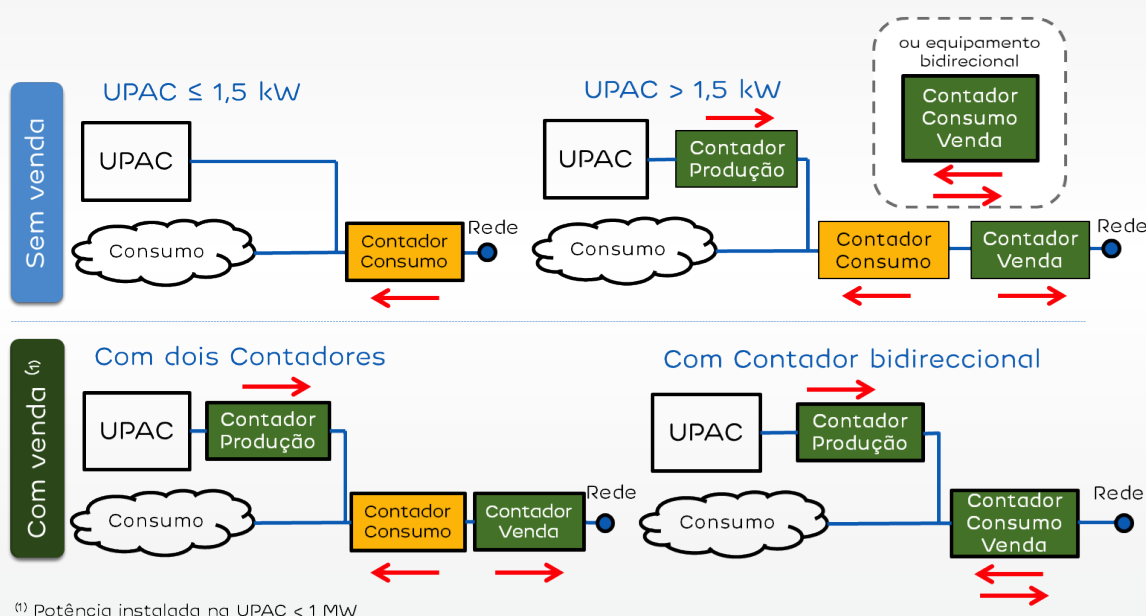 Sem venda
UPAC ≤ 1,5 kW
UPAC
Consumo
Contador
Consumo
Rede
UPAC > 1,5 kW
UPAC
Contador
Produção
Consumo
Contador
Consumo
Contador
Venda
Rede
ou equipamento
bidirecional
Contador
Consumo
Venda
Com venda (1)
Com dois Contadores
UPAC
Contador
Produção
Consumo
Contador
Consumo
Contador
Venda
Rede
Com Contador bidireccional
UPAC
Contador
Produção
Consumo
Contador
Consumo
Venda
Rede
(1) Potência instalada na UPAC < 1 MW